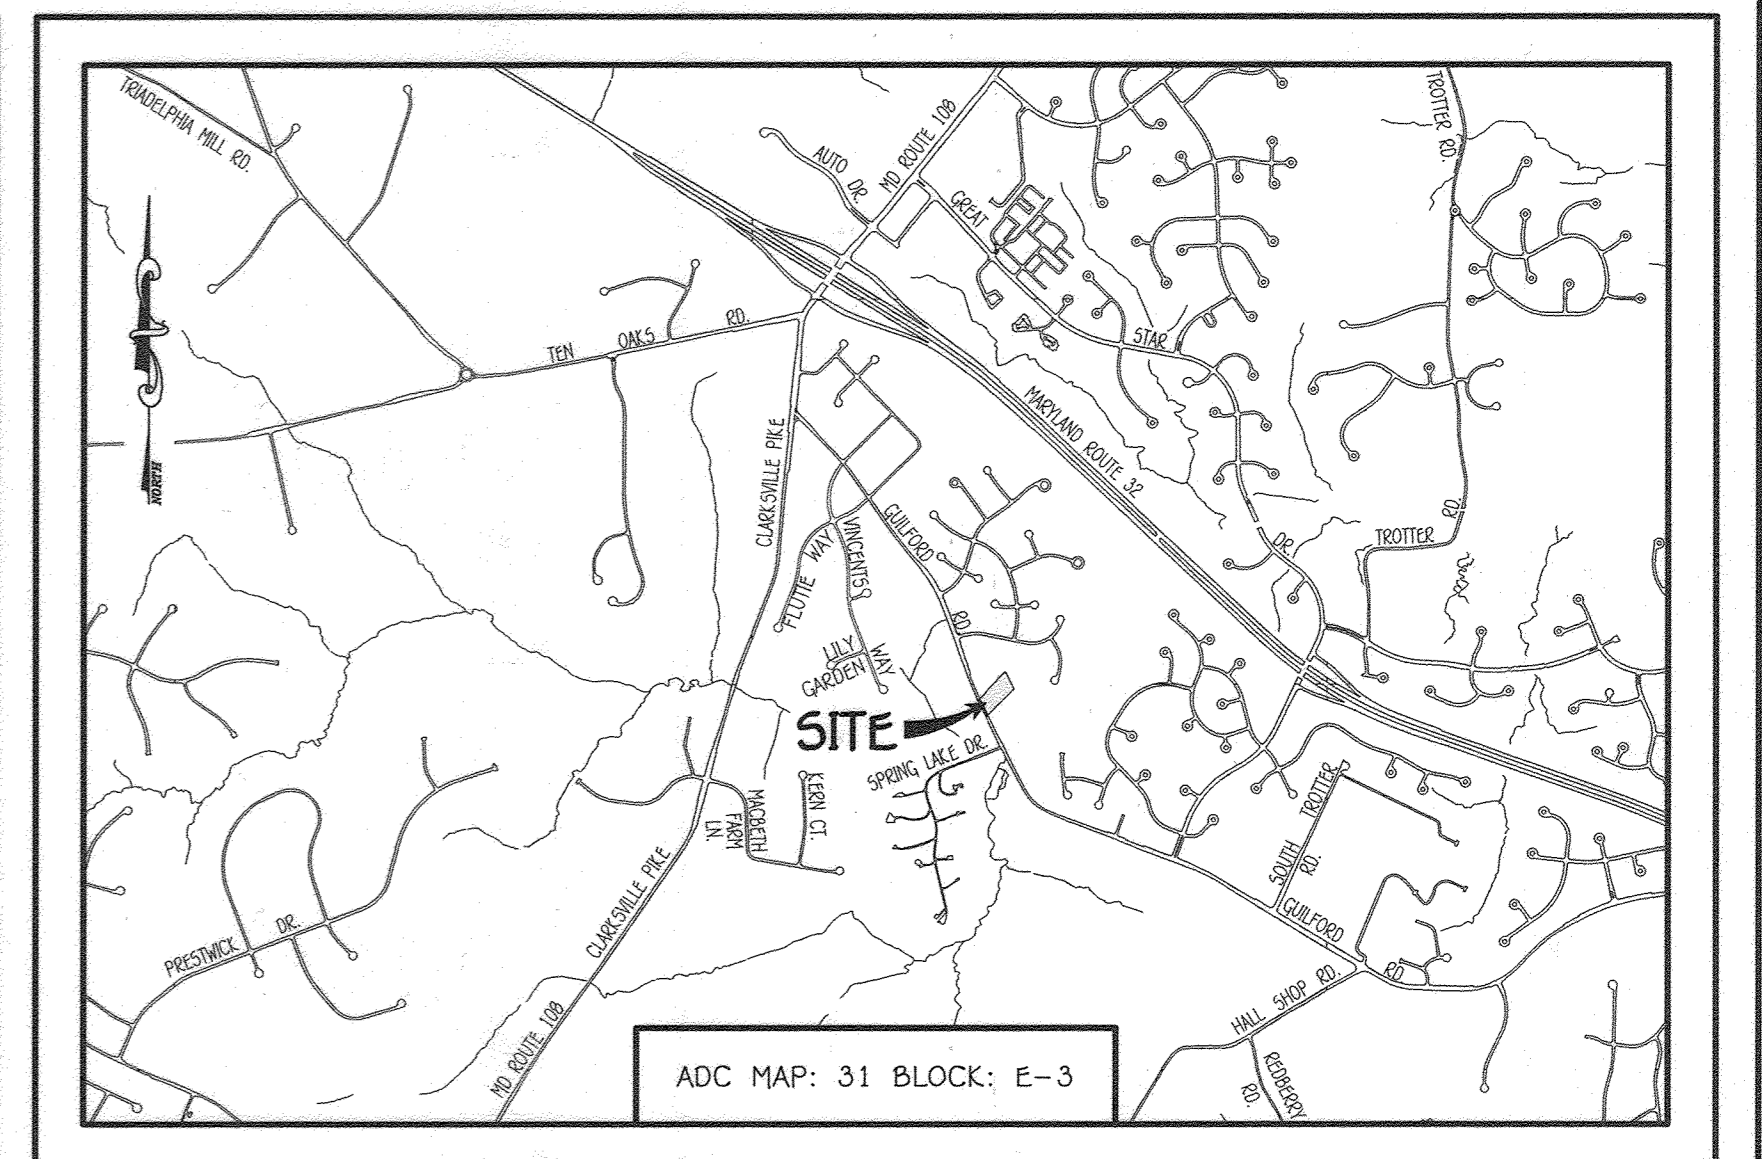 TRIADELPHIA MILL RD.
MD ROUTE 108
AUTO DR.
GREAT
STAR
DR.
TROTTER RD.
TROTTER
RD.
TEN OAKS RD.
MARYLAND ROUTE 32
CLARKSVILLE PIKE
GUILFORD
RD.
FLUTIE WAY
VINCENTS
WAY
LILY
GARDEN
NORTH
SITE
SPRING LAKE DR.
KERN CT.
MACBETH
FARM
LN.
CLARKSVILLE PIKE
MD ROUTE 108
PRESTWICK DR.
SOUTH TROTTER
RD.
GUILFORD
RD.
HALL SHOP RD.
REDBERRY
RD.
ADC MAP: 31 BLOCK: E-3